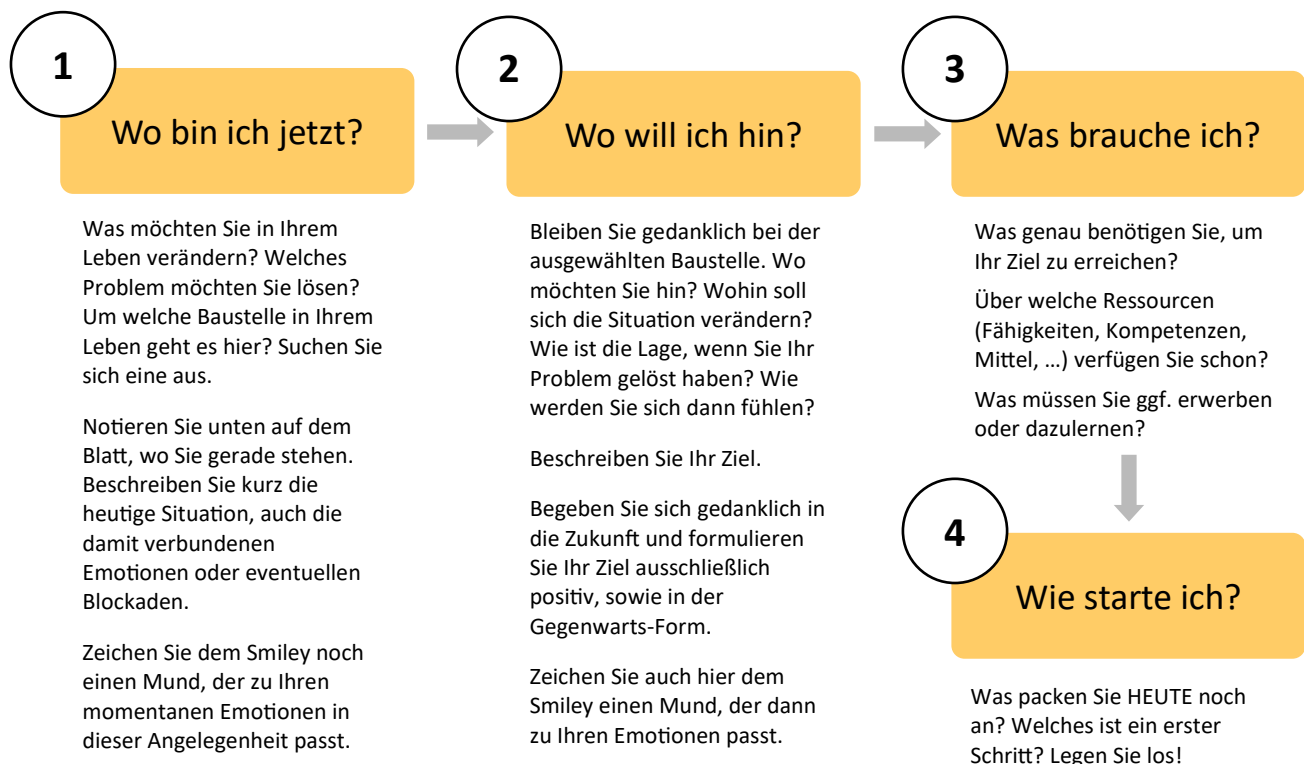 1
Wo bin ich jetzt?
Was möchten Sie in Ihrem
Leben verändern? Welches
Problem möchten Sie lösen?
Um welche Baustelle in Ihrem
Leben geht es hier? Suchen Sie
sich eine aus.
Notieren Sie unten auf dem
Blatt, wo Sie gerade stehen.
Beschreiben Sie kurz die
heutige Situation, auch die
damit verbundenen
Emotionen oder eventuellen
Blockaden.
Zeichen Sie dem Smiley noch
einen Mund, der zu Ihren
momentanen Emotionen in
dieser Angelegenheit passt.
2
Wo will ich hin?
Bleiben Sie gedanklich bei der
ausgewählten Baustelle. Wo
möchten Sie hin? Wohin soll
sich die Situation verändern?
Wie ist die Lage, wenn Sie Ihr
Problem gelöst haben? Wie
werden Sie sich dann fühlen?
Beschreiben Sie Ihr Ziel.
Begeben Sie sich gedanklich in
die Zukunft und formulieren
Sie Ihr Ziel ausschließlich
positiv, sowie in der
Gegenwarts-Form.
Zeichen Sie auch hier dem
Smiley einen Mund, der dann
zu Ihren Emotionen passt.
3
Was brauche ich?
Was genau benötigen Sie, um
Ihr Ziel zu erreichen?
Über welche Ressourcen
(Fähigkeiten, Kompetenzen,
Mittel, …) verfügen Sie schon?
Was müssen Sie ggf. erwerben
oder dazulernen?
4
Wie starte ich?
Was packen Sie HEUTE noch
an? Welches ist ein erster
Schritt? Legen Sie los!